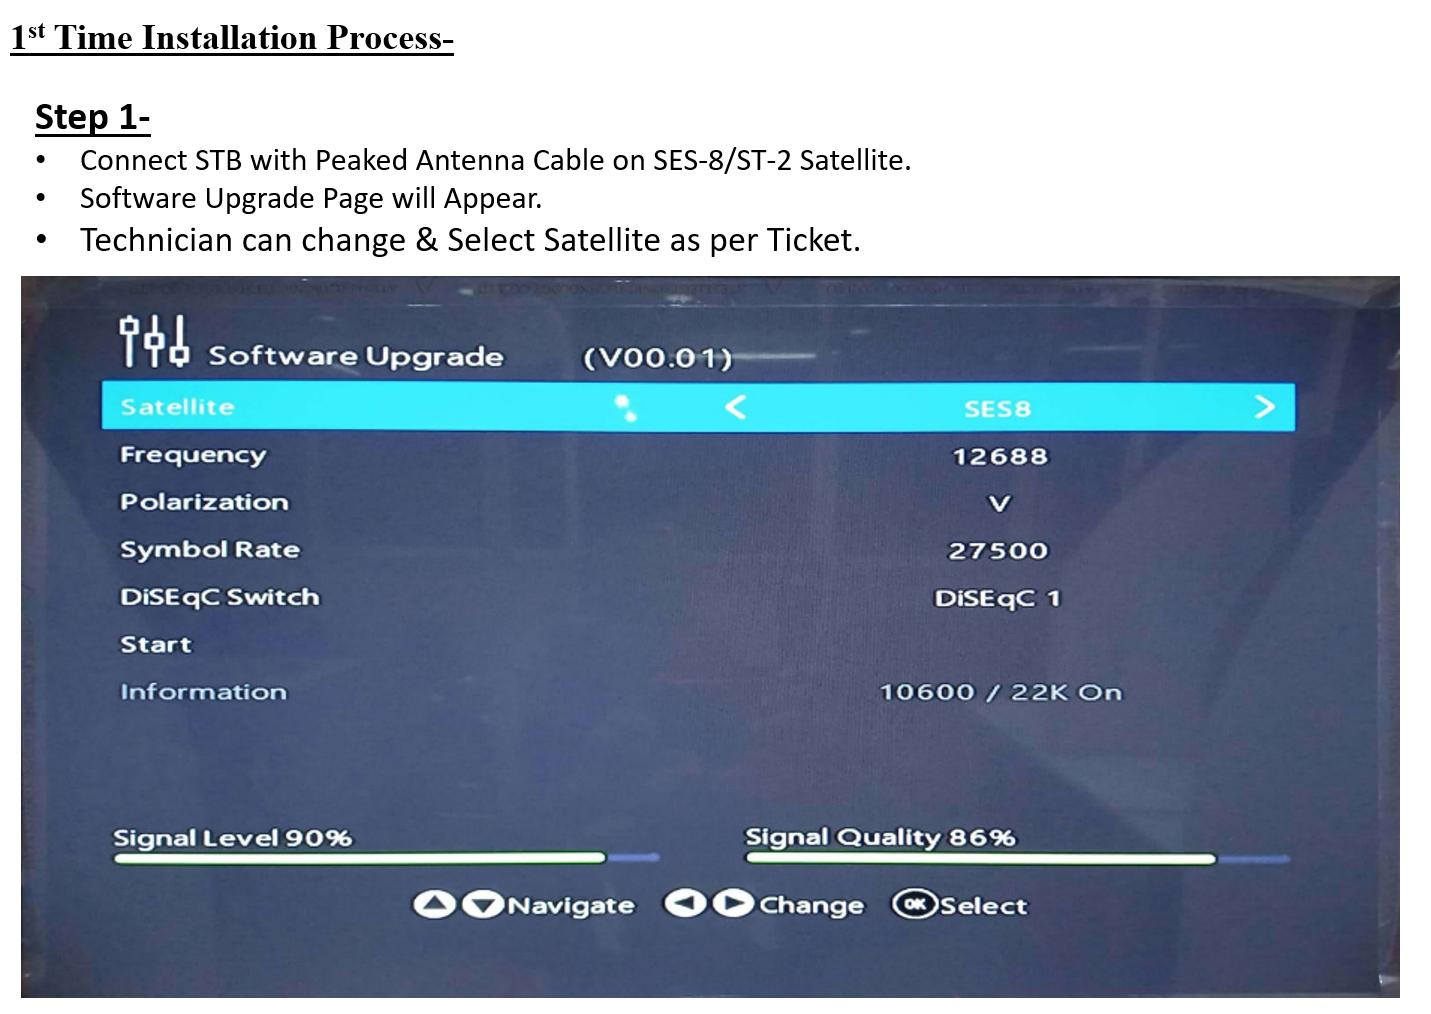 1st Time Installation Process-
Step 1-
• Connect STB with Peaked Antenna Cable on SES-8/ST-2 Satellite.
• Software Upgrade Page will Appear.
• Technician can change & Select Satellite as per Ticket.
Software Upgrade (V00.01)
Satellite < SES8 >
Frequency 12688
Polarization V
Symbol Rate 27500
DiSEqC Switch DiSEqC 1
Start
Information 10600 / 22K On
Signal Level 90% Signal Quality 86%
Navigate Change OK Select